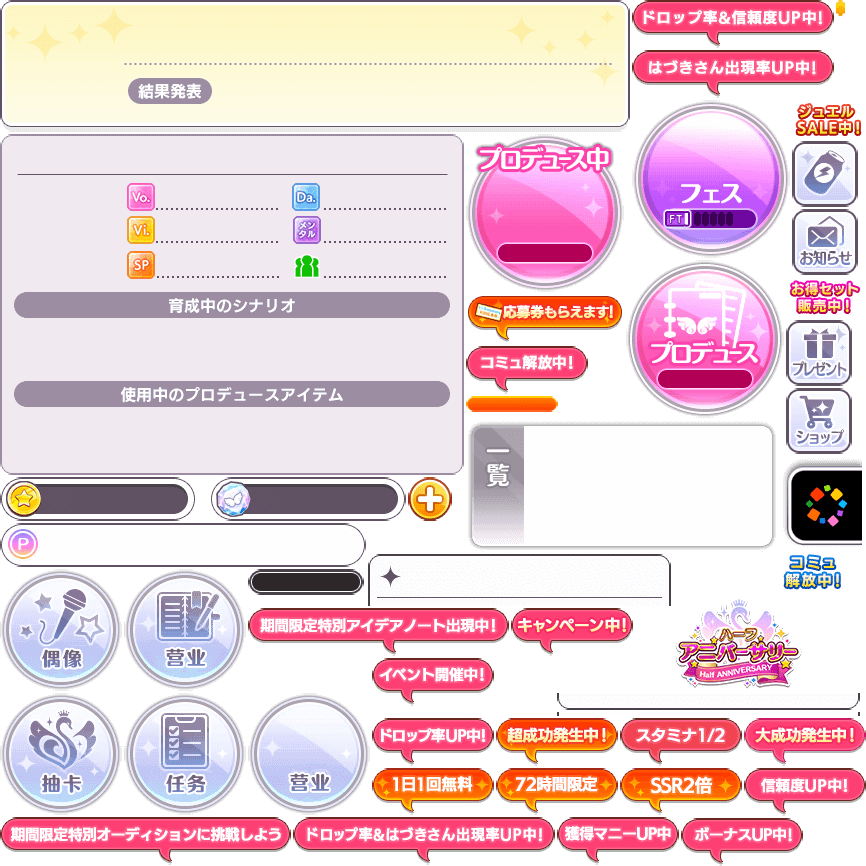 ドロップ率&信頼度UP中!
はづきさん出現率UP中!
結果発表
ジュエル
SALE中!
プロデュース中
フェス
FT
Vo.
Da.
Vi.
メンタル
SP
お知らせ
お得セット
販売中!
育成中のシナリオ
応募券もらえます!
プロデュース
プレゼント
コミュ解放中!
使用中のプロデュースアイテム
ショップ
一覧
P
コミュ
解放中!
偶像
营业
期間限定特別アイデアノート出現中!
キャンペーン中!
ハーフ
アニバーサリー
Half ANNIVERSARY
イベント開催中!
ドロップ率UP中!
超成功発生中!
スタミナ1/2
大成功発生中!
抽卡
任务
营业
1日1回無料
72時間限定
SSR2倍
信頼度UP中!
期間限定特別オーディションに挑戦しよう
ドロップ率&はづきさん出現率UP中!
獲得マニーUP中
ボーナスUP中!